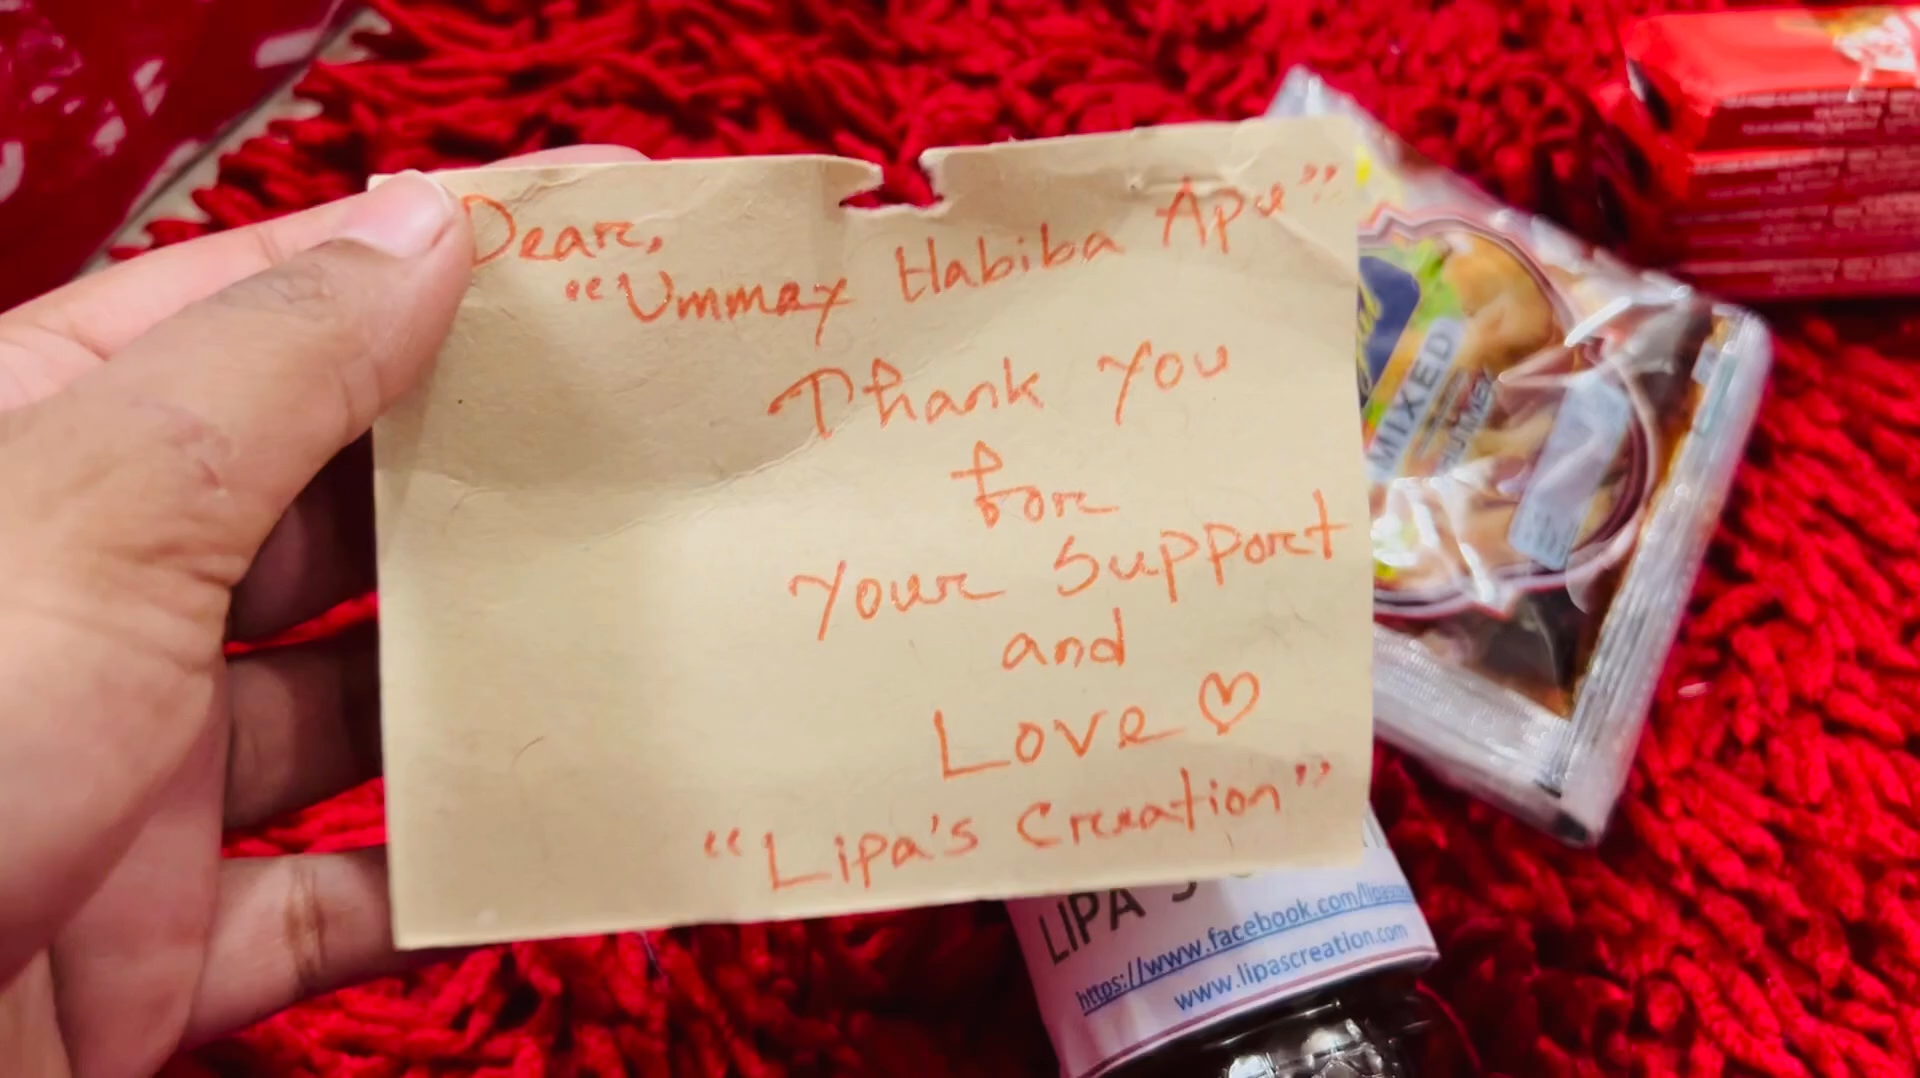 Dear,
"Ummay Habiba Apu"
Thank you
for
Your Support
and
Love
"Lipa's Creation"
MIXED
LIPA'S
https://www.facebook.com/lipascrea
www.lipascreation.com